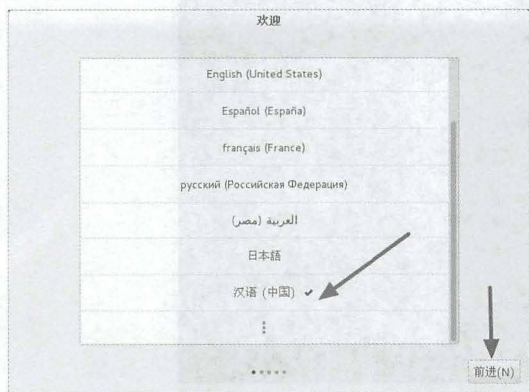 欢迎
English (United States)
Español (España)
français (France)
русский (Российская Федерация)
العربية (مصر)
日本語
汉语 (中国) ✔
前进(N)